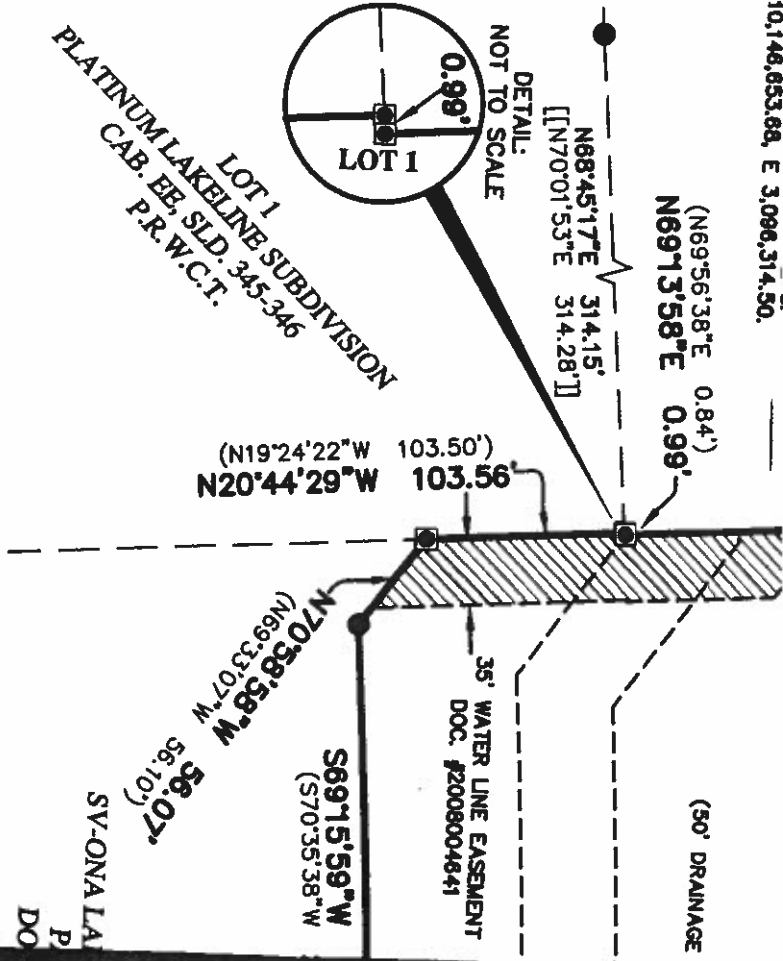 10,146,653.68, E 3,096,314.50.
(N69°56'38"E 0.84')
N69°13'58"E 0.99'
N68°45'17"E 314.15'
[[N70°01'53"E 314.28']]
DETAIL:
NOT TO SCALE
0.99'
LOT 1
LOT 1
PLATINUM LAKELINE SUBDIVISION
CAB. EE, SLD. 345-346
P.R.W.C.T.
(N19°24'22"W 103.50')
N20°44'29"W 103.56'
(50' DRAINAGE
35' WATER LINE EASEMENT
DOC. #2008004641
N70°58'58"W 56.07'
(N69°33'07"W 56.10')
S69°15'59"W
(S70°35'38"W
SV-ONA LA
P.
DO